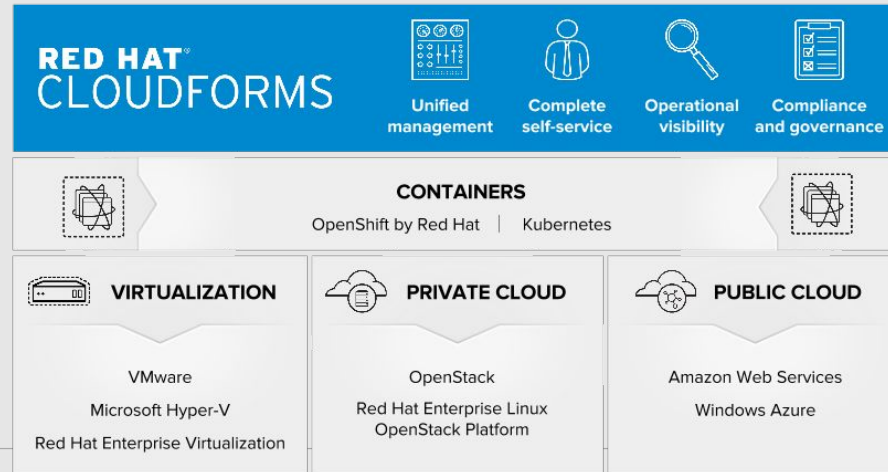 RED HAT®
CLOUDFORMS
Unified
management
Complete
self-service
Operational
visibility
Compliance
and governance
CONTAINERS
OpenShift by Red Hat | Kubernetes
VIRTUALIZATION
VMware
Microsoft Hyper-V
Red Hat Enterprise Virtualization
PRIVATE CLOUD
OpenStack
Red Hat Enterprise Linux
OpenStack Platform
PUBLIC CLOUD
Amazon Web Services
Windows Azure